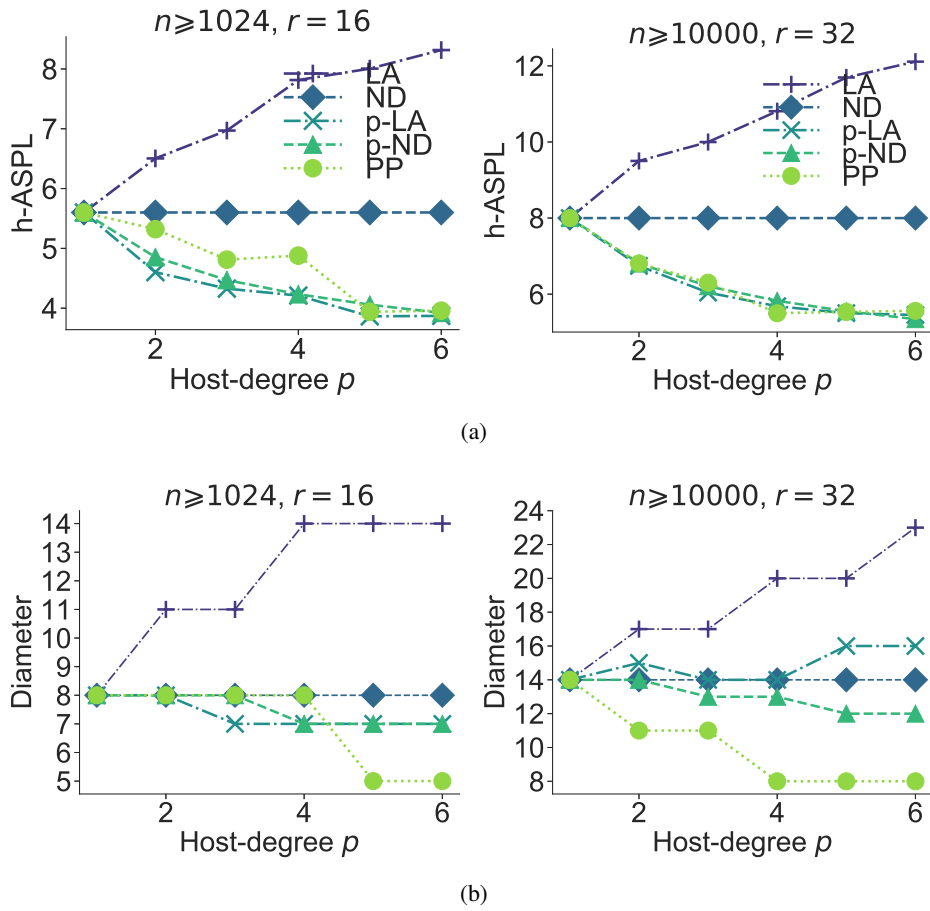 n⩾1024, r = 16
h-ASPL
8
7
6
5
4
LA
ND
p-LA
p-ND
PP
2
4
6
Host-degree p
n⩾10000, r = 32
h-ASPL
12
10
8
6
LA
ND
p-LA
p-ND
PP
2
4
6
Host-degree p
(a)
n⩾1024, r = 16
Diameter
14
13
12
11
10
9
8
7
6
5
2
4
6
Host-degree p
n⩾10000, r = 32
Diameter
24
22
20
18
16
14
12
10
8
2
4
6
Host-degree p
(b)